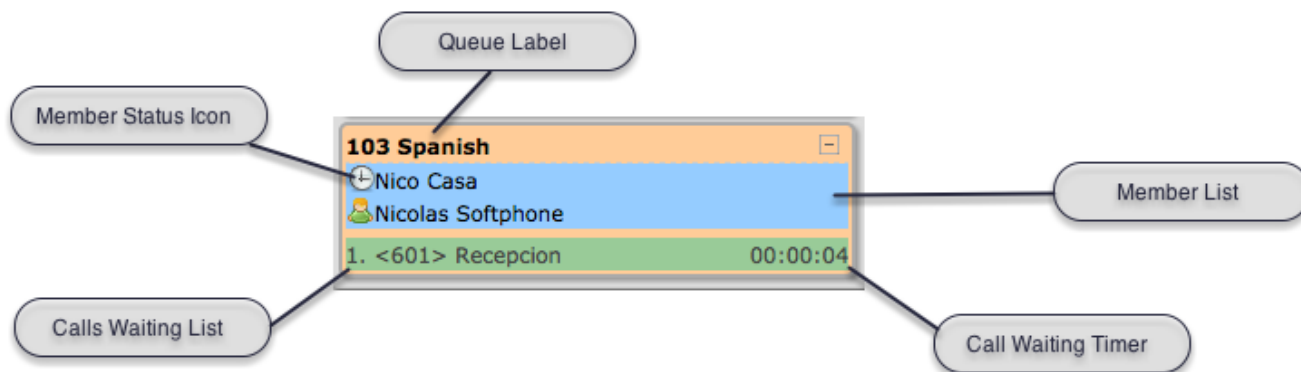 Queue Label
Member Status Icon
103 Spanish
Nico Casa
Nicolas Softphone
Member List
1. <601> Recepcion 00:00:04
Calls Waiting List
Call Waiting Timer